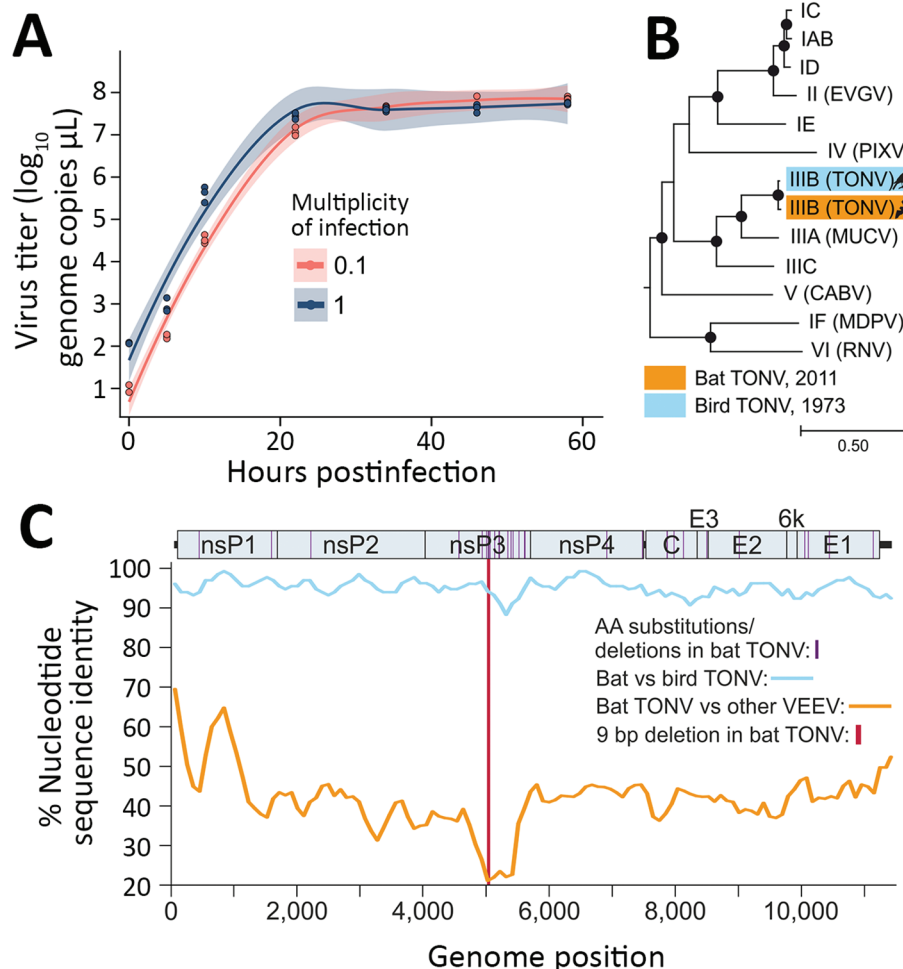 A
Virus titer (log10
genome copies μL)
8
7
6
5
4
3
2
1
0
20
40
60
Hours postinfection
Multiplicity
of infection
0.1
1
B
IC
IAB
ID
II (EVGV)
IE
IV (PIXV
IIIB (TONV)
IIIB (TONV)
IIIA (MUCV)
IIIC
V (CABV)
IF (MDPV)
VI (RNV)
Bat TONV, 2011
Bird TONV, 1973
0.50
C
E3
6k
nsP1
nsP2
nsP3
nsP4
C
E2
E1
% Nucleodtide
sequence identity
100
90
80
70
60
50
40
30
20
AA substitutions/
deletions in bat TONV:
Bat vs bird TONV:
Bat TONV vs other VEEV:
9 bp deletion in bat TONV:
0
2,000
4,000
6,000
8,000
10,000
Genome position